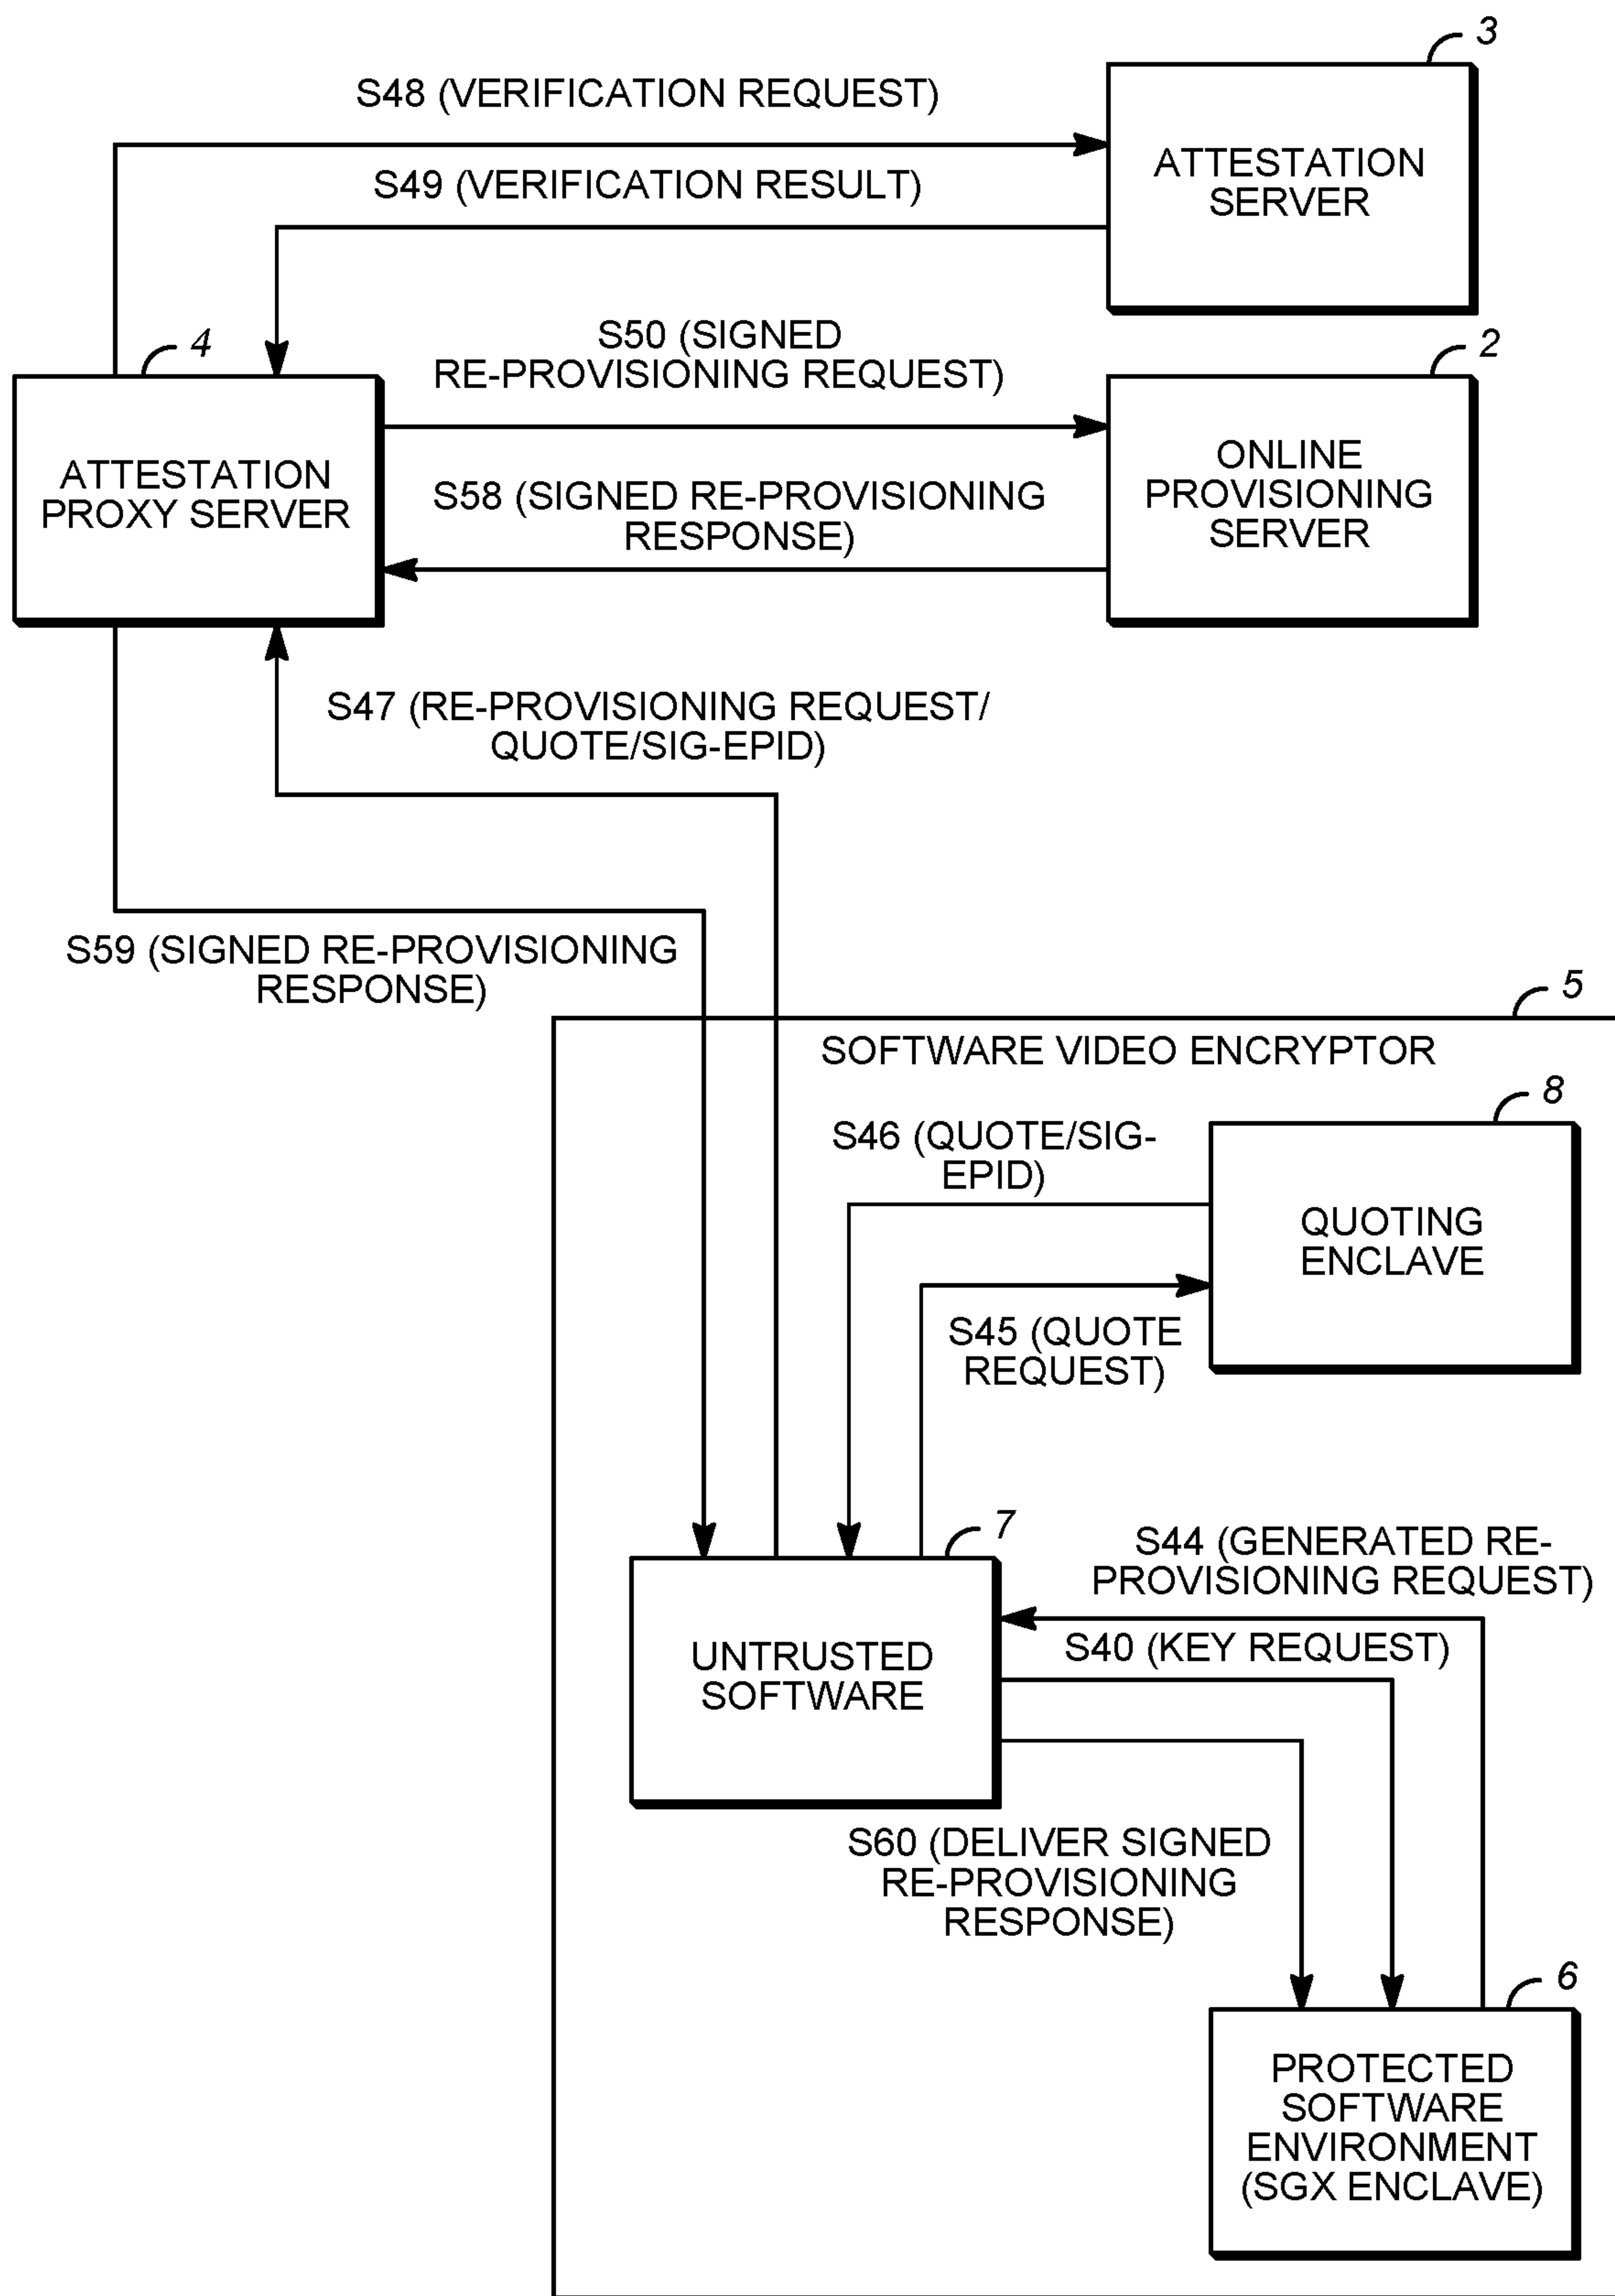 3
S48 (VERIFICATION REQUEST)
ATTESTATION
SERVER
S49 (VERIFICATION RESULT)
4
S50 (SIGNED
RE-PROVISIONING REQUEST)
2
ATTESTATION
PROXY SERVER
ONLINE
PROVISIONING
SERVER
S58 (SIGNED RE-PROVISIONING
RESPONSE)
S47 (RE-PROVISIONING REQUEST/
QUOTE/SIG-EPID)
S59 (SIGNED RE-PROVISIONING
RESPONSE)
5
SOFTWARE VIDEO ENCRYPTOR
8
S46 (QUOTE/SIG-
EPID)
QUOTING
ENCLAVE
S45 (QUOTE
REQUEST)
7
S44 (GENERATED RE-
PROVISIONING REQUEST)
UNTRUSTED
SOFTWARE
S40 (KEY REQUEST)
S60 (DELIVER SIGNED
RE-PROVISIONING
RESPONSE)
6
PROTECTED
SOFTWARE
ENVIRONMENT
(SGX ENCLAVE)